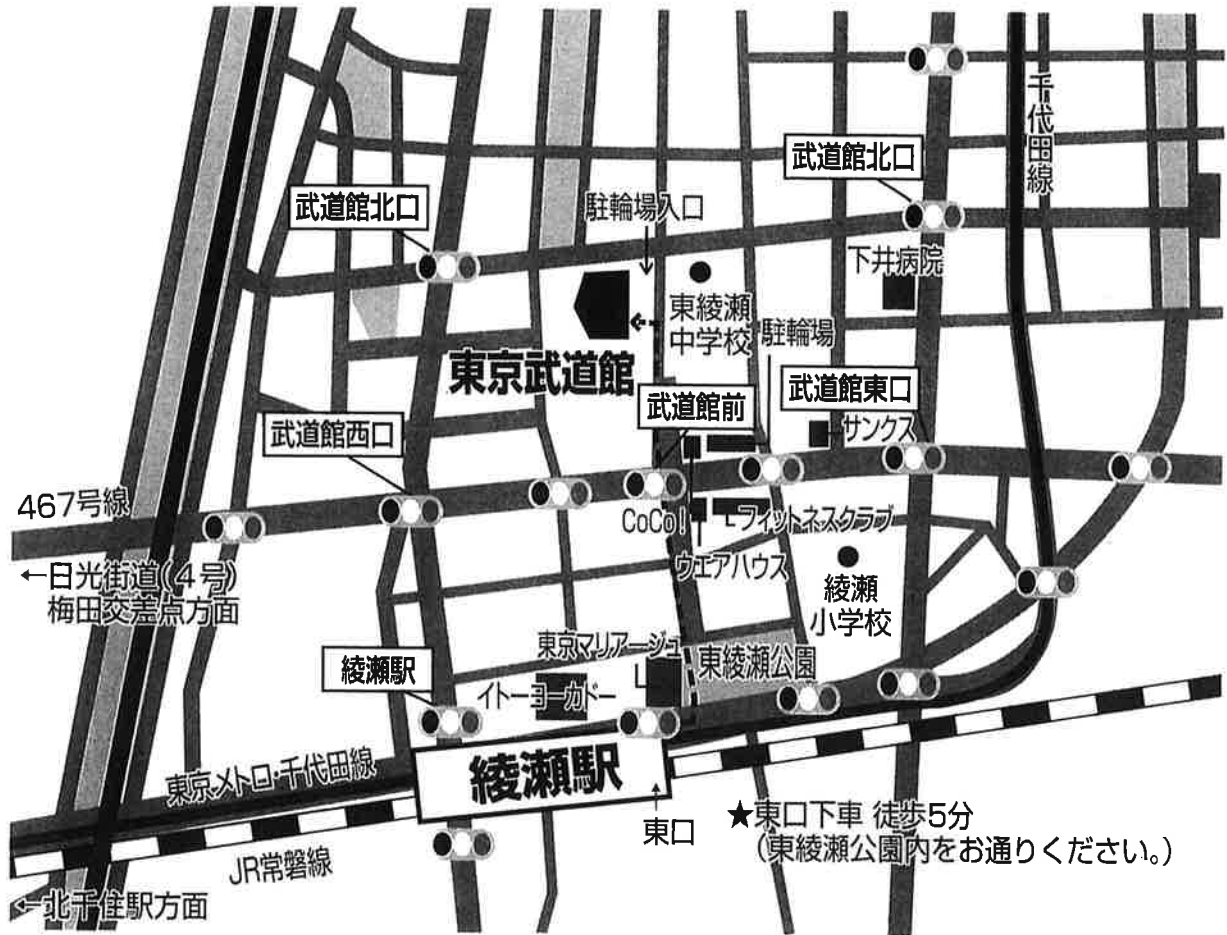 千代田線
武道館北口
武道館北口
駐輪場入口
下井病院
東綾瀬
中学校
駐輪場
東京武道館
武道館前
武道館東口
サンクス
武道館西口
467号線
CoCo!
フィットネスクラブ
ウエアハウス
←日光街道(4号)
梅田交差点方面
綾瀬
小学校
東京マリアージュ
東綾瀬公園
綾瀬駅
イトーヨーカドー
東京メトロ・千代田線
綾瀬駅
東口
★東口下車 徒歩5分
(東綾瀬公園内をお通りください。)
JR常磐線
←北千住駅方面